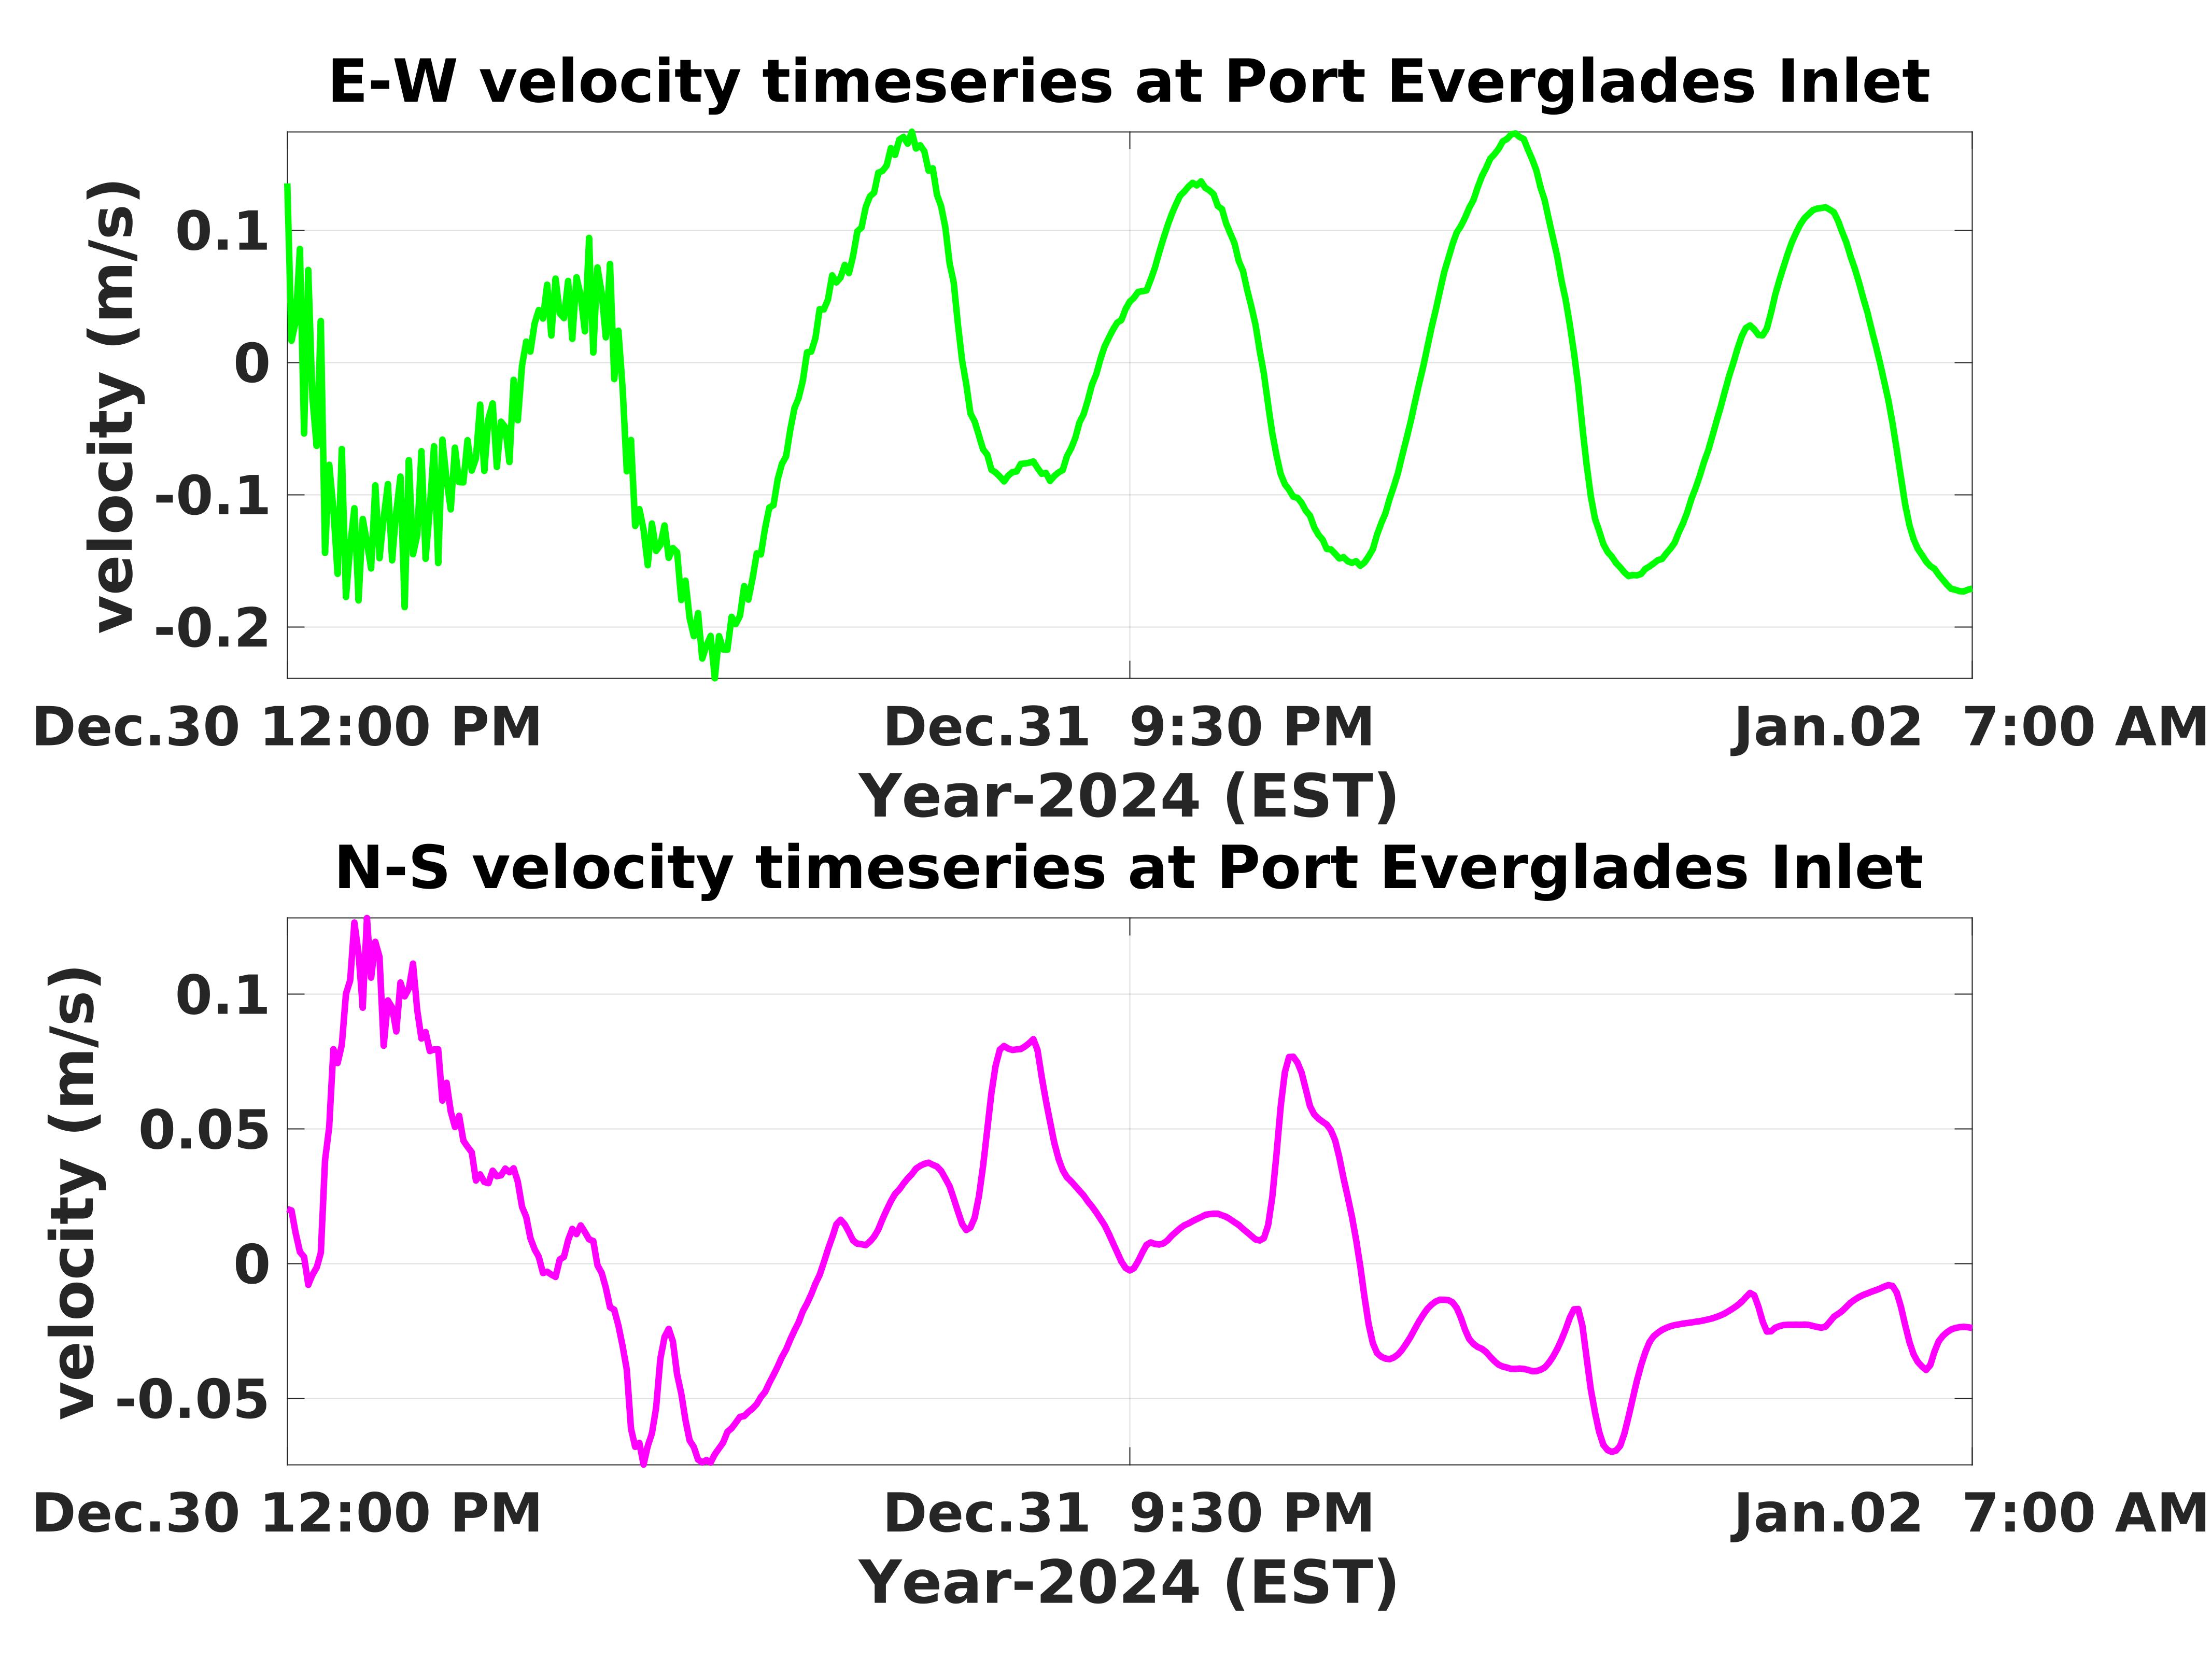 E-W velocity timeseries at Port Everglades Inlet
velocity (m/s)
0.1
0
-0.1
-0.2
Dec.30 12:00 PM Dec.31 9:30 PM Jan.02 7:00 AM
Year-2024 (EST)
N-S velocity timeseries at Port Everglades Inlet
velocity (m/s)
0.1
0.05
0
-0.05
Dec.30 12:00 PM Dec.31 9:30 PM Jan.02 7:00 AM
Year-2024 (EST)